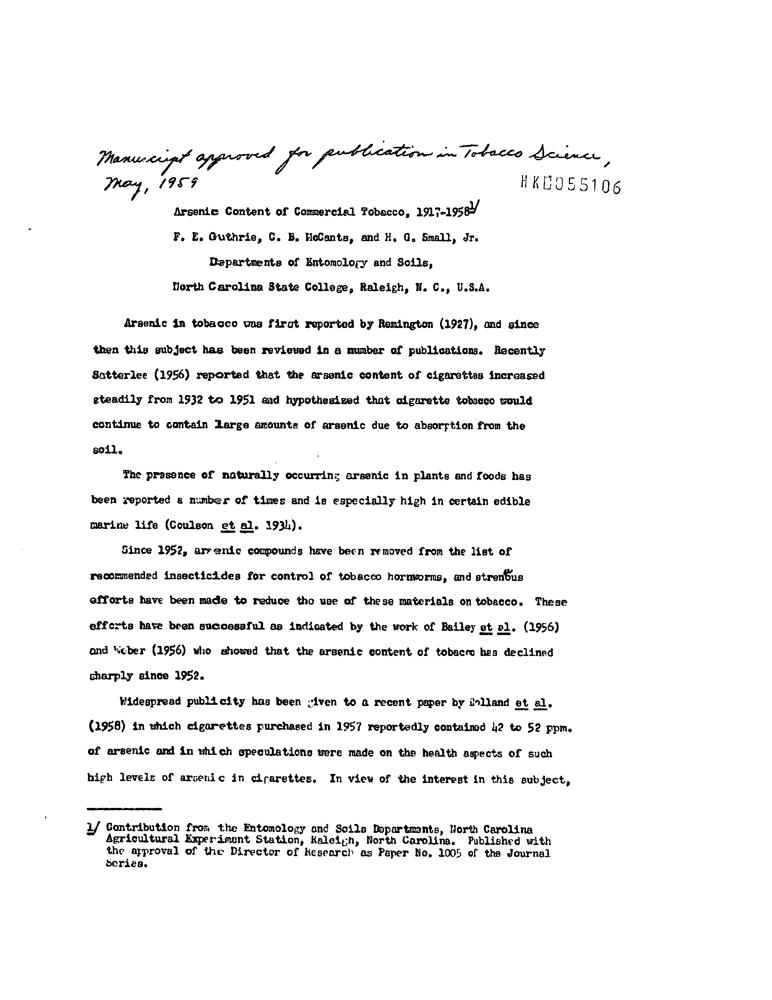 Manuscript approved for publication in Tobacco Science,
May, 1959
HKC055106
Arsenic Content of Commercial Tobacco, 1917-1958 1/
F. E. Guthrie, C. B. McCants, and H. G. Small, Jr.
Departments of Entomology and Soils,
North Carolina State College, Raleigh, N. C., U.S.A.
Arsenic in tobacco was first reported by Remington (1927), and since
then this subject has been reviewed in a number of publications. Recently
Satterlee (1956) reported that the arsenic content of cigarettes increased
steadily from 1932 to 1951 and hypothesized that cigarette tobacco would
continue to contain large amounts of arsenic due to absorption from the
soil.
The presence of naturally occurring arsenic in plants and foods has
been reported a number of times and is especially high in certain edible
marine life (Coulson et al. 1934).
Since 1952, arsenic compounds have been removed from the list of
recommended insecticides for control of tobacco hornworms, and strenuous
efforts have been made to reduce the use of these materials on tobacco. These
efforts have been successful as indicated by the work of Bailey et al. (1956)
and Weber (1956) who showed that the arsenic content of tobacco has declined
sharply since 1952.
Widespread publicity has been given to a recent paper by Holland et al.
(1958) in which cigarettes purchased in 1957 reportedly contained 42 to 52 ppm.
of arsenic and in which speculations were made on the health aspects of such
high levels of arsenic in cigarettes. In view of the interest in this subject,
1/ Contribution from the Entomology and Soils Departments, North Carolina
Agricultural Experiment Station, Raleigh, North Carolina. Published with
the approval of the Director of Research as Paper No. 1005 of the Journal
Series.